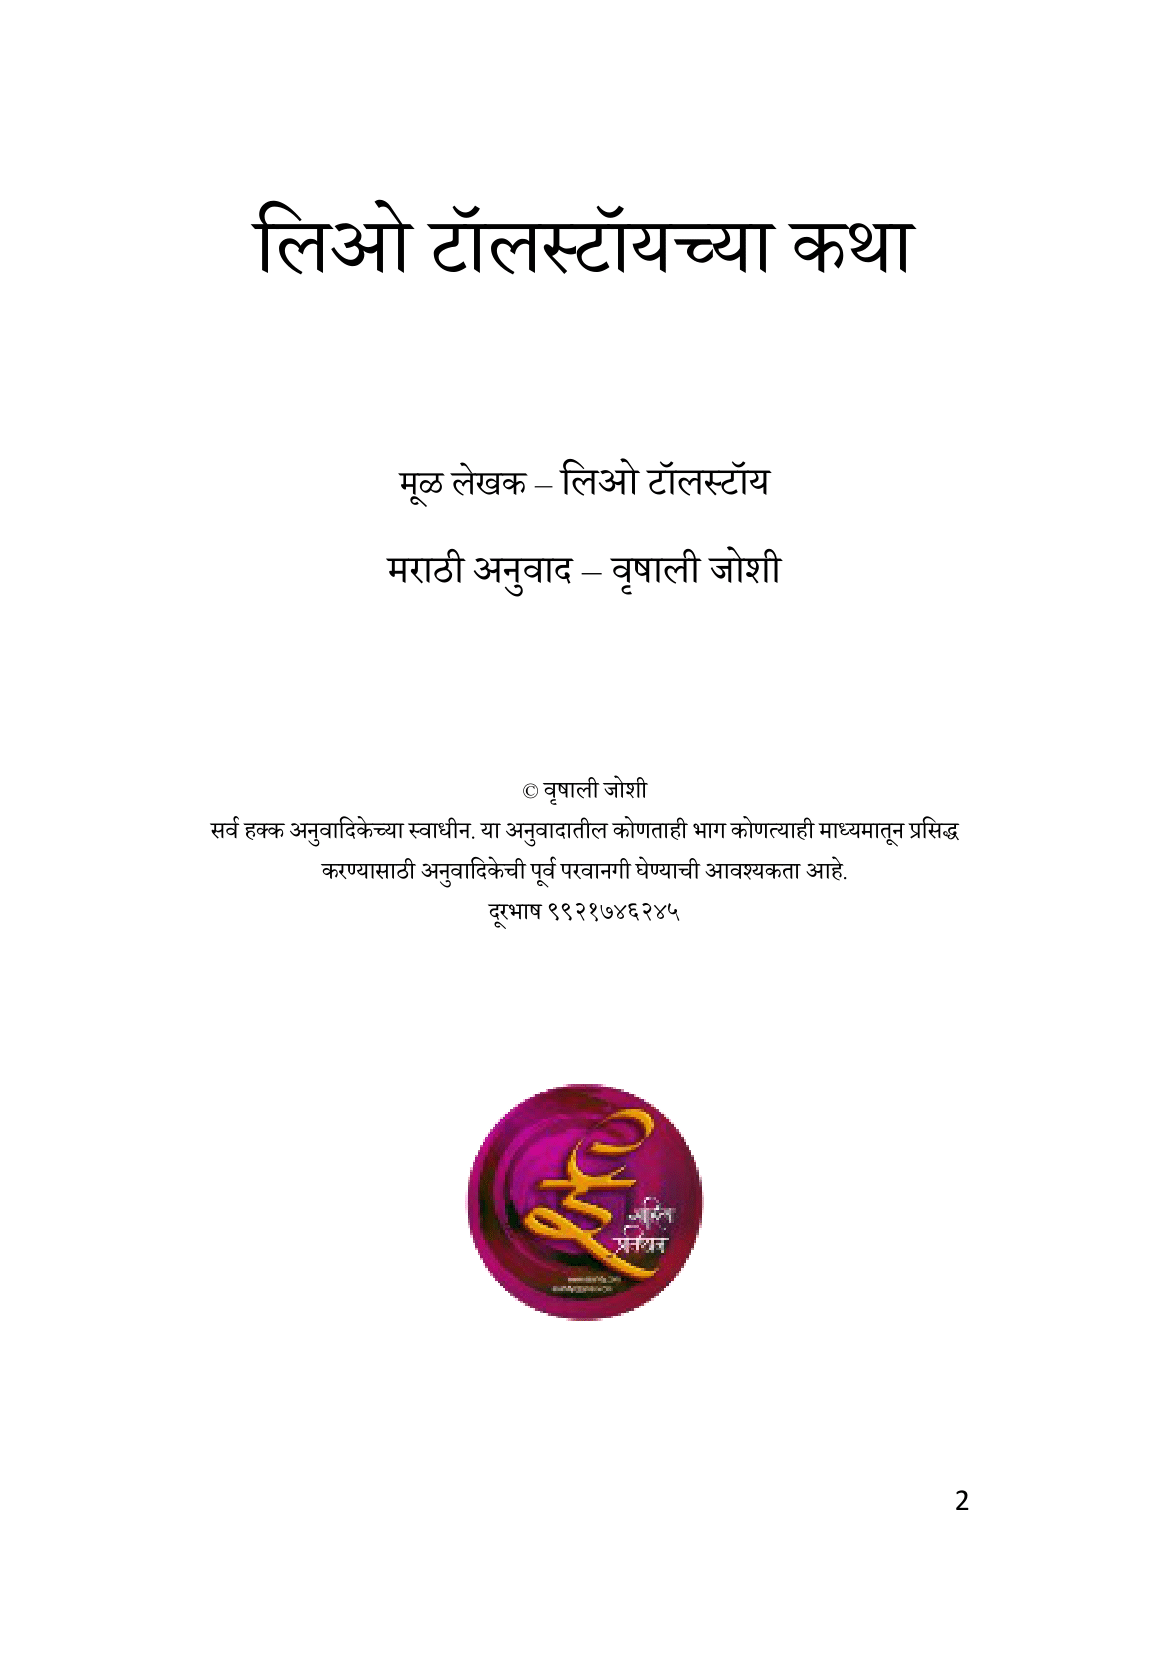 लिओ टॉलस्टॉयच्या कथा
मूळ लेखक – लिओ टॉलस्टॉय
मराठी अनुवाद – वृषाली जोशी
© वृषाली जोशी
सर्व हक्क अनुवादिकेच्या स्वाधीन. या अनुवादातील कोणताही भाग कोणत्याही माध्यमातून प्रसिद्ध
करण्यासाठी अनुवादिकेची पूर्व परवानगी घेण्याची आवश्यकता आहे.
दूरभाष ९९२१७४६२४५
ई
साहित्य
प्रतिष्ठान
2